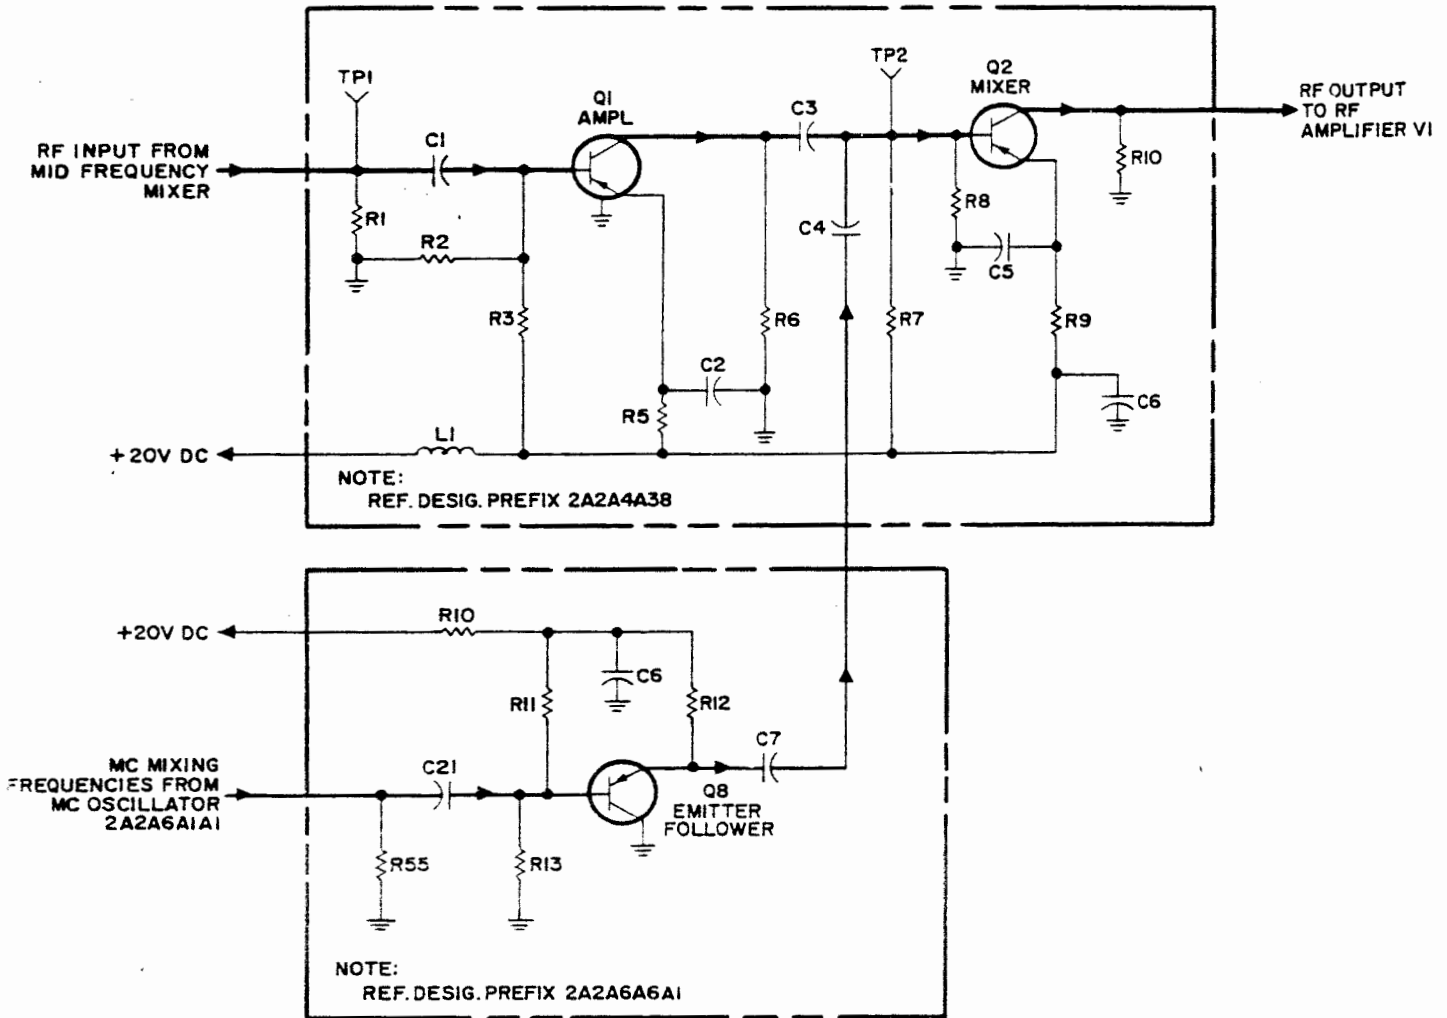 TP1
TP2
Q1
AMPL
C3
Q2
MIXER
RF OUTPUT
TO RF
AMPLIFIER V1
RF INPUT FROM
MID FREQUENCY
MIXER
C1
R10
R1
R8
R2
C4
C5
R3
R6
R7
R9
C2
R5
C6
L1
+20V DC
NOTE:
REF. DESIG. PREFIX 2A2A4A38
+20V DC
R10
C6
R11
R12
C7
MC MIXING
FREQUENCIES FROM
MC OSCILLATOR
2A2A6A1A1
C21
Q8
EMITTER
FOLLOWER
R55
R13
NOTE:
REF. DESIG. PREFIX 2A2A6A6A1